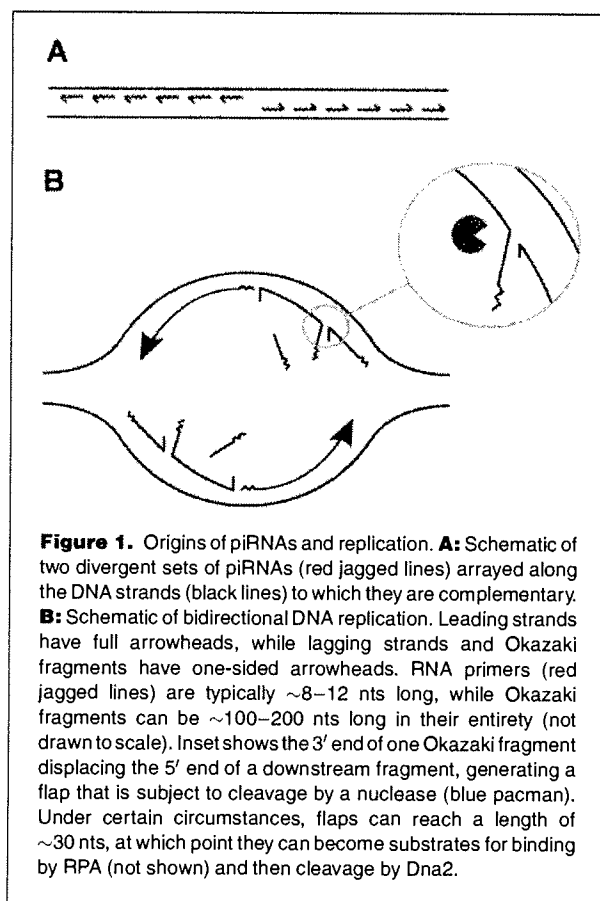 A
B
Figure 1. Origins of piRNAs and replication. A: Schematic of
two divergent sets of piRNAs (red jagged lines) arrayed along
the DNA strands (black lines) to which they are complementary.
B: Schematic of bidirectional DNA replication. Leading strands
have full arrowheads, while lagging strands and Okazaki
fragments have one-sided arrowheads. RNA primers (red
jagged lines) are typically ~8–12 nts long, while Okazaki
fragments can be ~100–200 nts long in their entirety (not
drawn to scale). Inset shows the 3′ end of one Okazaki fragment
displacing the 5′ end of a downstream fragment, generating a
flap that is subject to cleavage by a nuclease (blue pacman).
Under certain circumstances, flaps can reach a length of
~30 nts, at which point they can become substrates for binding
by RPA (not shown) and then cleavage by Dna2.